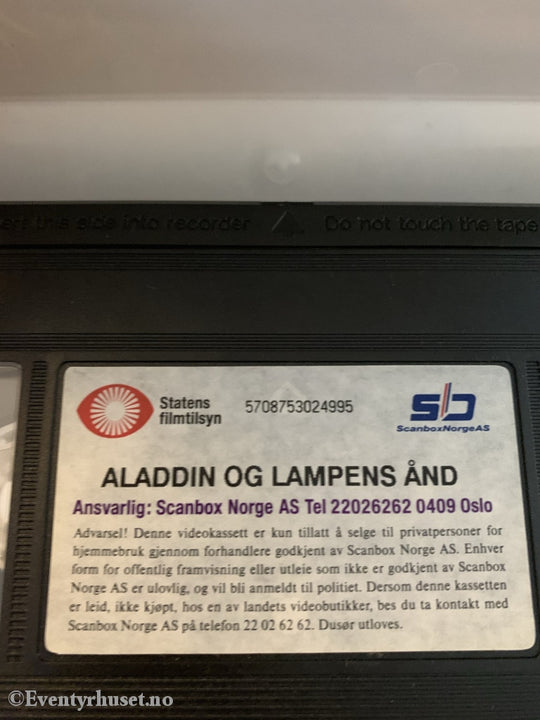 this side into recorder Do not touch the tape
Statens
filmtilsyn
5708753024995
sb
ScanboxNorgeAS
ALADDIN OG LAMPENS ÅND
Ansvarlig: Scanbox Norge AS Tel 22026262 0409 Oslo
Advarsel! Denne videokassett er kun tillatt å selge til privatpersoner for
hjemmebruk gjennom forhandlere godkjent av Scanbox Norge AS. Enhver
form for offentlig framvisning eller utleie som ikke er godkjent av Scanbox
Norge AS er ulovlig, og vil bli anmeldt til politiet. Dersom denne kassetten
er leid, ikke kjøpt, hos en av landets videobutikker, bes du ta kontakt med
Scanbox Norge AS på telefon 22 02 62 62. Dusør utloves.
©Eventyrhuset.no